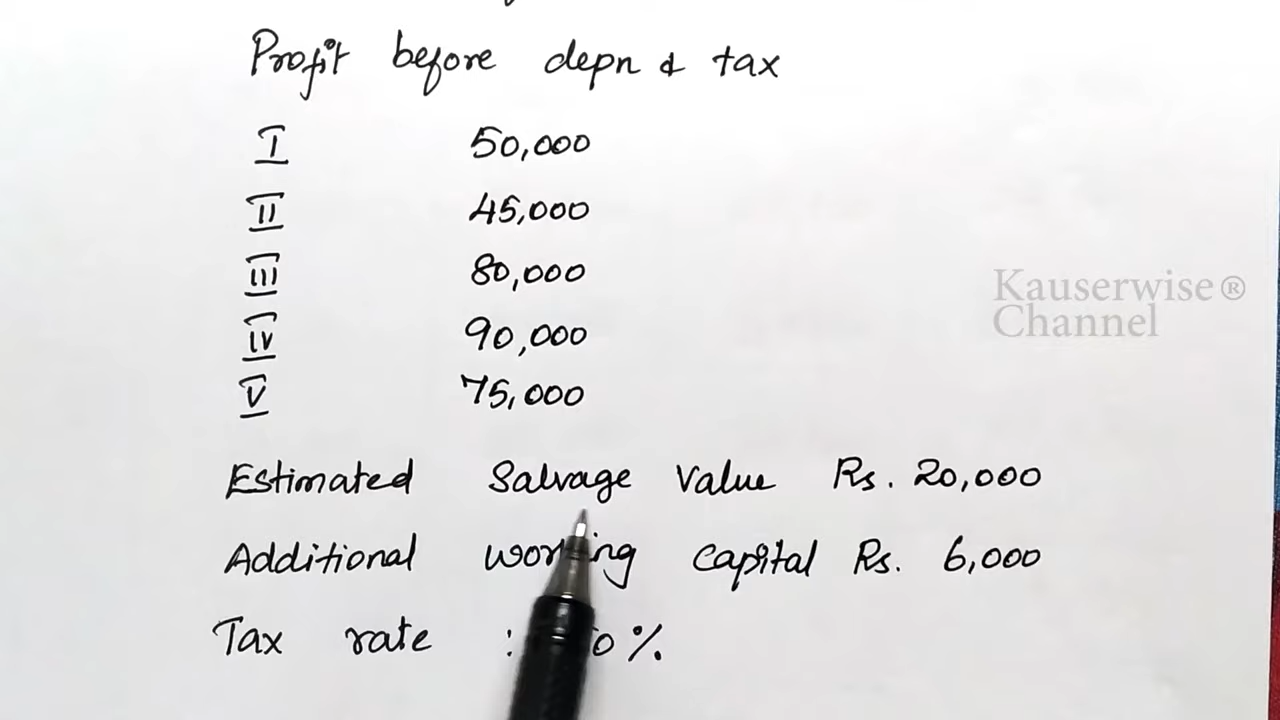 Profit before depn & tax
I 50,000
II 45,000
III 80,000
IV 90,000
V 75,000
Kauserwise®
Channel
Estimated Salvage Value Rs. 20,000
Additional working capital Rs. 6,000
Tax rate : %